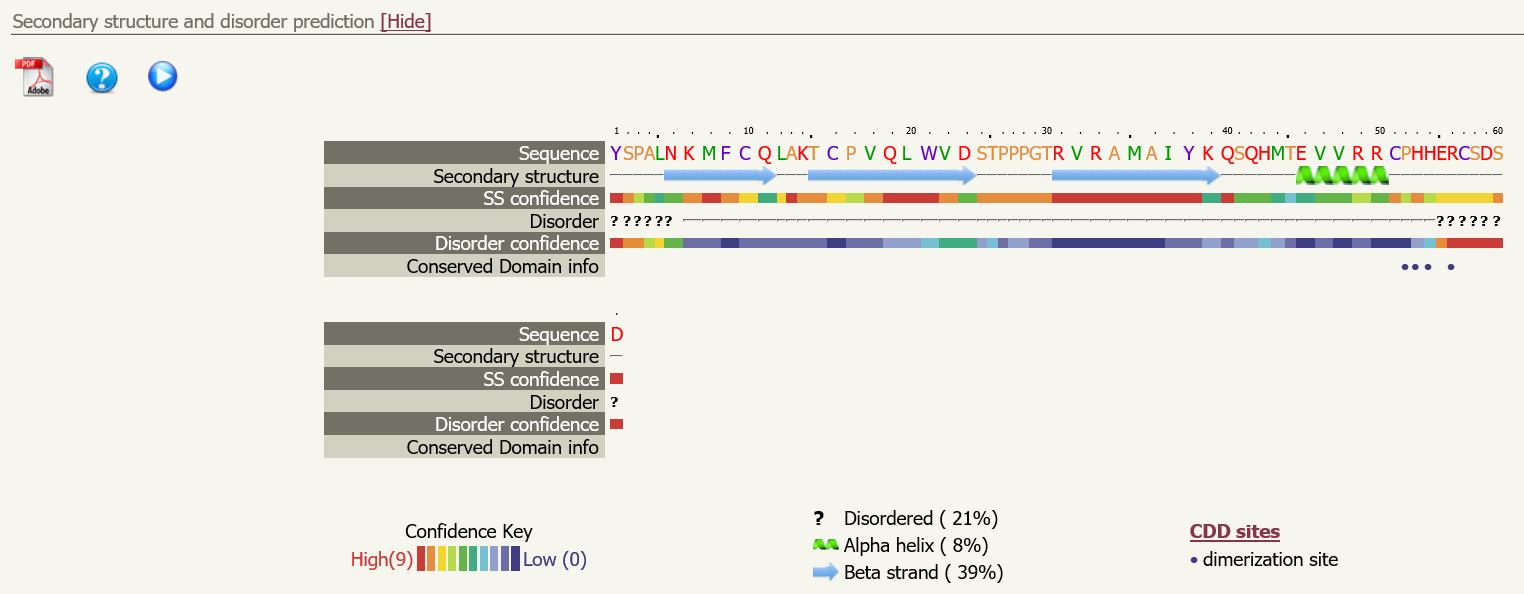 Secondary structure and disorder prediction [Hide]
PDF
Adobe
?
1 . . . . . . . . 10 . . . . . . . . . 20 . . . . . . . . . 30 . . . . . . . . . 40 . . . . . . . . . 50 . . . . . . . . . 60
Sequence YSPALNKMFCQLAKTCPVQLWVDSTPPPGTRVRAMAIYKQSQHMTEVVRRCPHHERCSDS
Secondary structure
SS confidence
Disorder ? ? ? ? ? ? ? ? ? ? ? ?
Disorder confidence
Conserved Domain info
.
Sequence D
Secondary structure
SS confidence
Disorder ?
Disorder confidence
Conserved Domain info
Confidence Key
High(9) Low (0)
? Disordered ( 21%)
Alpha helix ( 8%)
Beta strand ( 39%)
CDD sites
• dimerization site